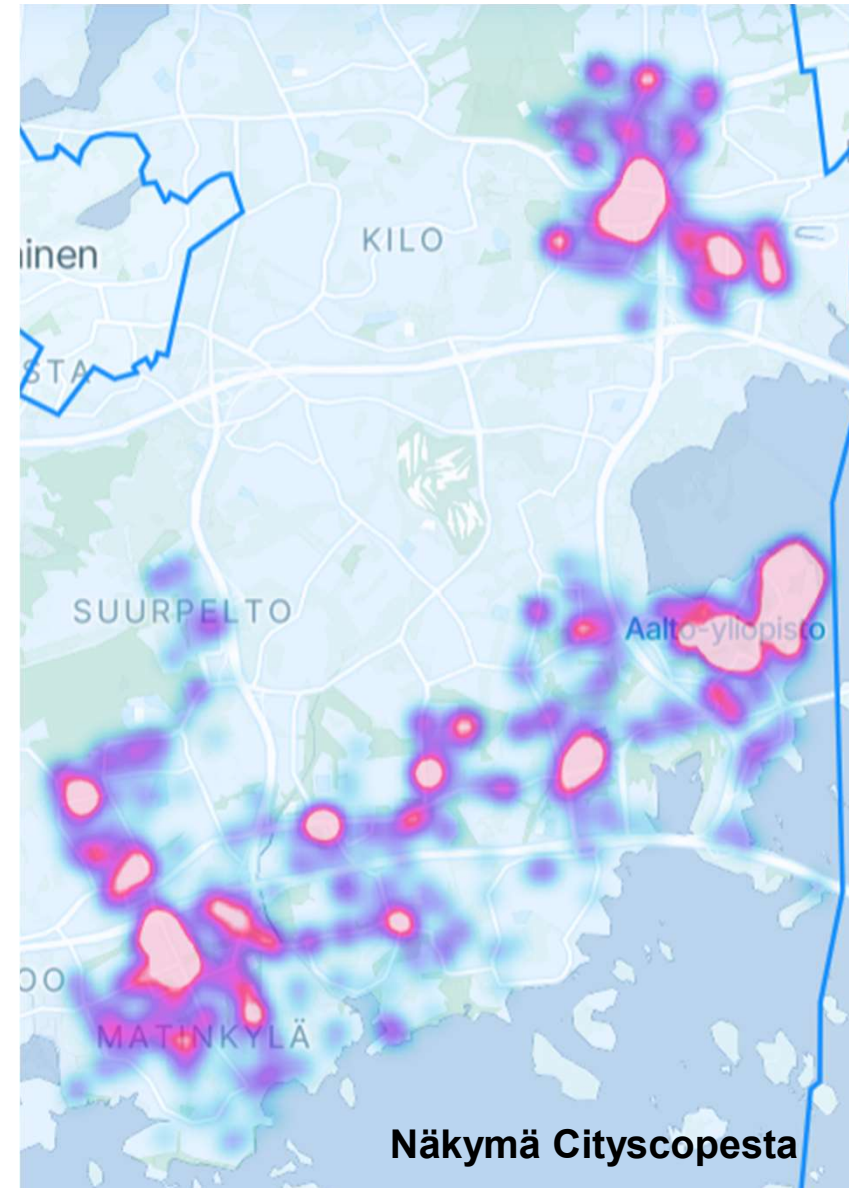 KILO
inen
STA
SUURPELTO
Aalto-yliopisto
OO
MATINKYLÄ
Näkymä Cityscopesta